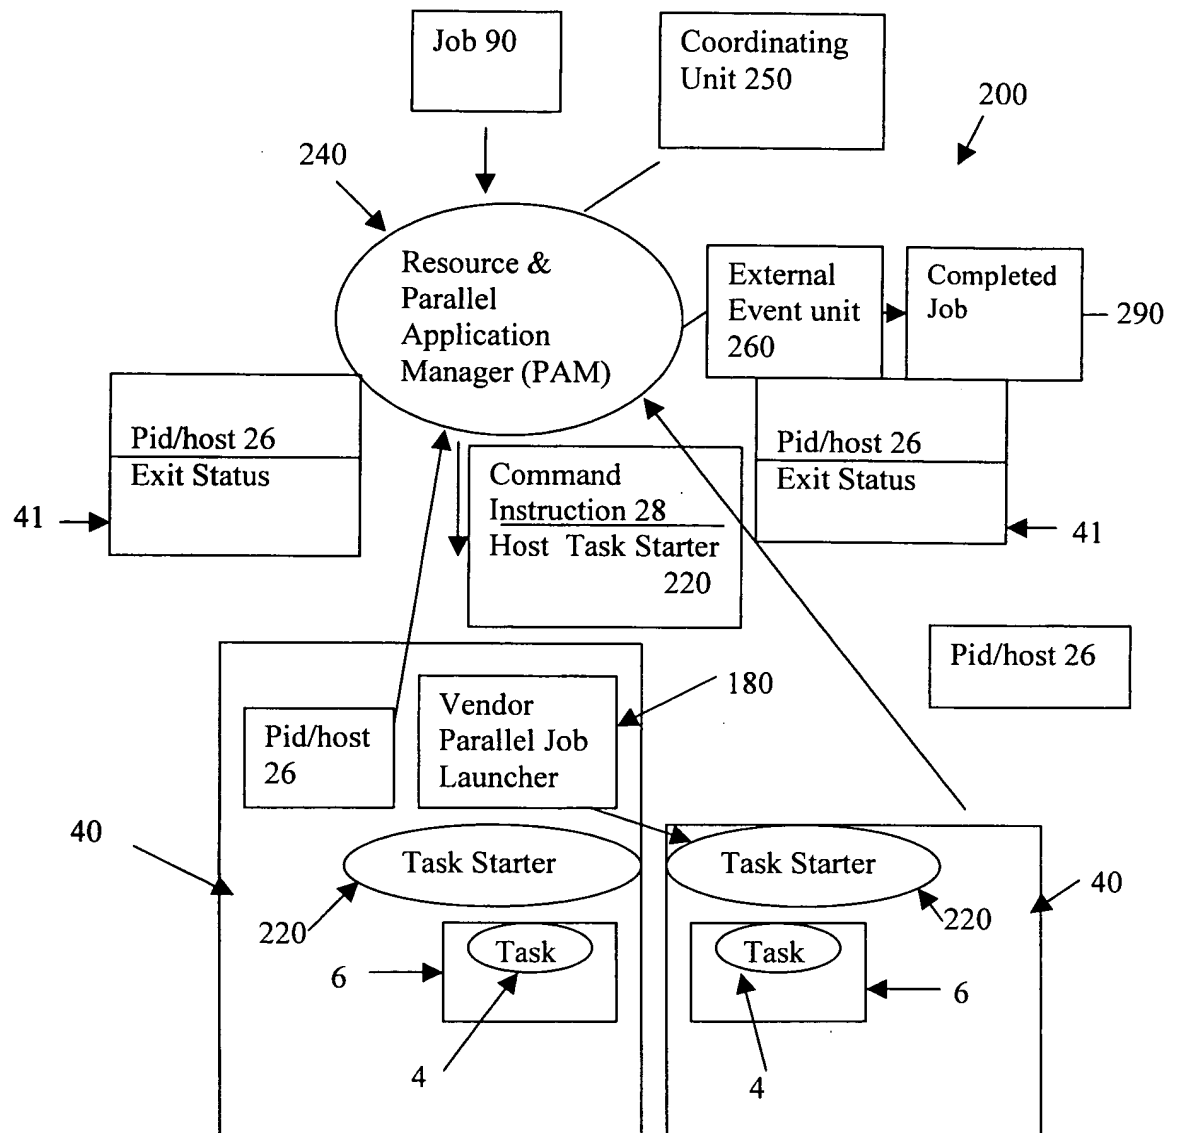 Job 90
Coordinating
Unit 250
200
240
Resource &
Parallel
Application
Manager (PAM)
External
Event unit
260
Completed
Job
290
Pid/host 26
Exit Status
41
Command
Instruction 28
Host Task Starter
220
Pid/host 26
Exit Status
41
Pid/host 26
Pid/host
26
Vendor
Parallel Job
Launcher
180
40
Task Starter
220
Task Starter
220
40
Task
6
4
Task
6
4